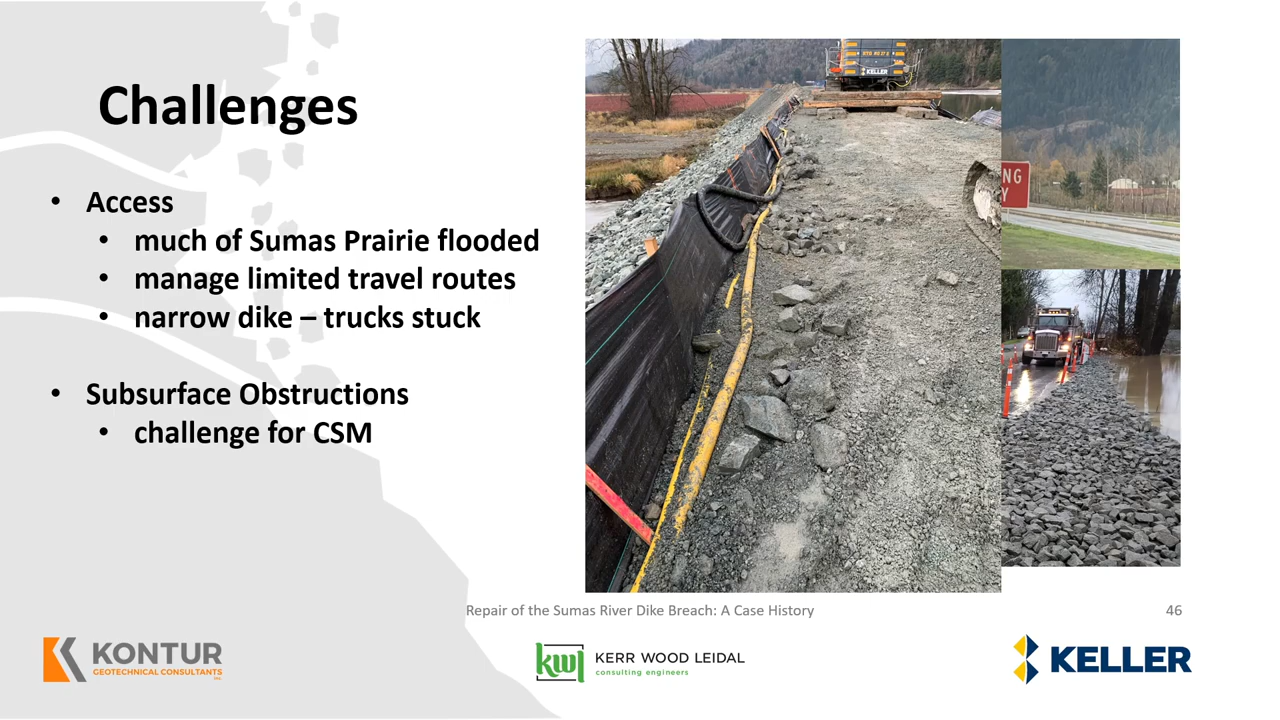 Challenges
• Access
• much of Sumas Prairie flooded
• manage limited travel routes
• narrow dike – trucks stuck
• Subsurface Obstructions
• challenge for CSM
KELLER
NG
Y
Repair of the Sumas River Dike Breach: A Case History
46
KONTUR
GEOTECHNICAL CONSULTANTS
kwl
KERR WOOD LEIDAL
consulting engineers
KELLER